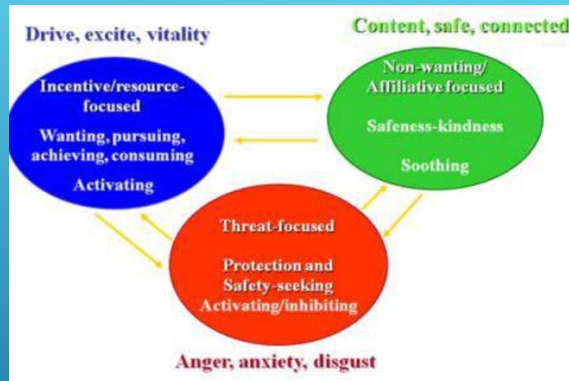 Drive, excite, vitality
Content, safe, connected
Incentive/resource-
focused
Wanting, pursuing,
achieving, consuming
Activating
Non-wanting/
Affiliative focused
Safeness-kindness
Soothing
Threat-focused
Protection and
Safety-seeking
Activating/inhibiting
Anger, anxiety, disgust